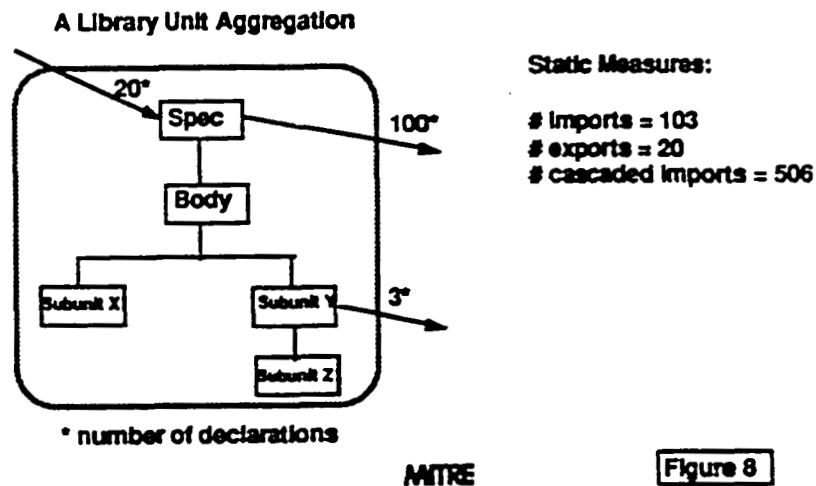 A Library Unit Aggregation
20*
Spec
100*
Body
Subunit X
Subunit Y
3*
Subunit Z
* number of declarations
Static Measures:
# imports = 103
# exports = 20
# cascaded imports = 506
MITRE
Figure 8